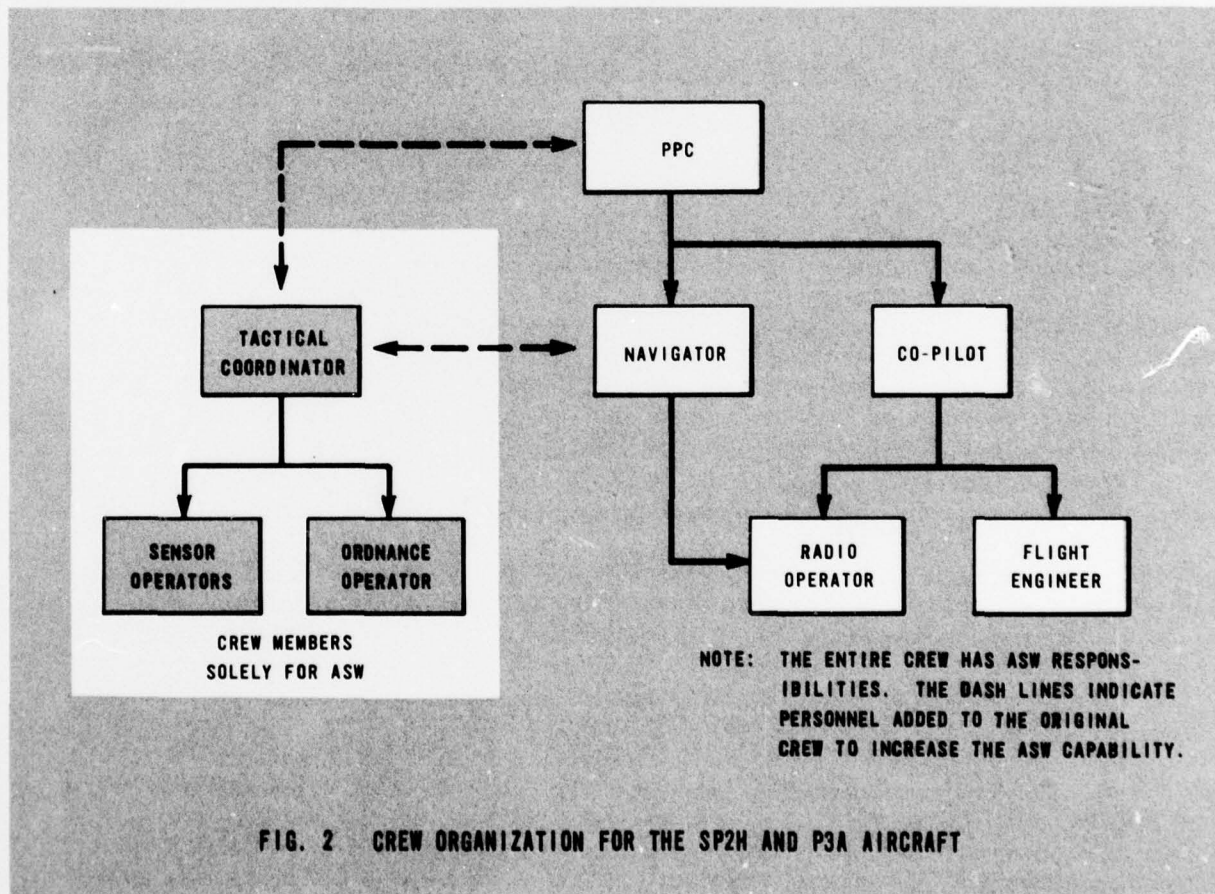 PPC
TACTICAL
COORDINATOR
NAVIGATOR
CO-PILOT
SENSOR
OPERATORS
ORDNANCE
OPERATOR
RADIO
OPERATOR
FLIGHT
ENGINEER
CREW MEMBERS
SOLELY FOR ASW
NOTE: THE ENTIRE CREW HAS ASW RESPONS-
IBILITIES. THE DASH LINES INDICATE
PERSONNEL ADDED TO THE ORIGINAL
CREW TO INCREASE THE ASW CAPABILITY.
FIG. 2 CREW ORGANIZATION FOR THE SP2H AND P3A AIRCRAFT